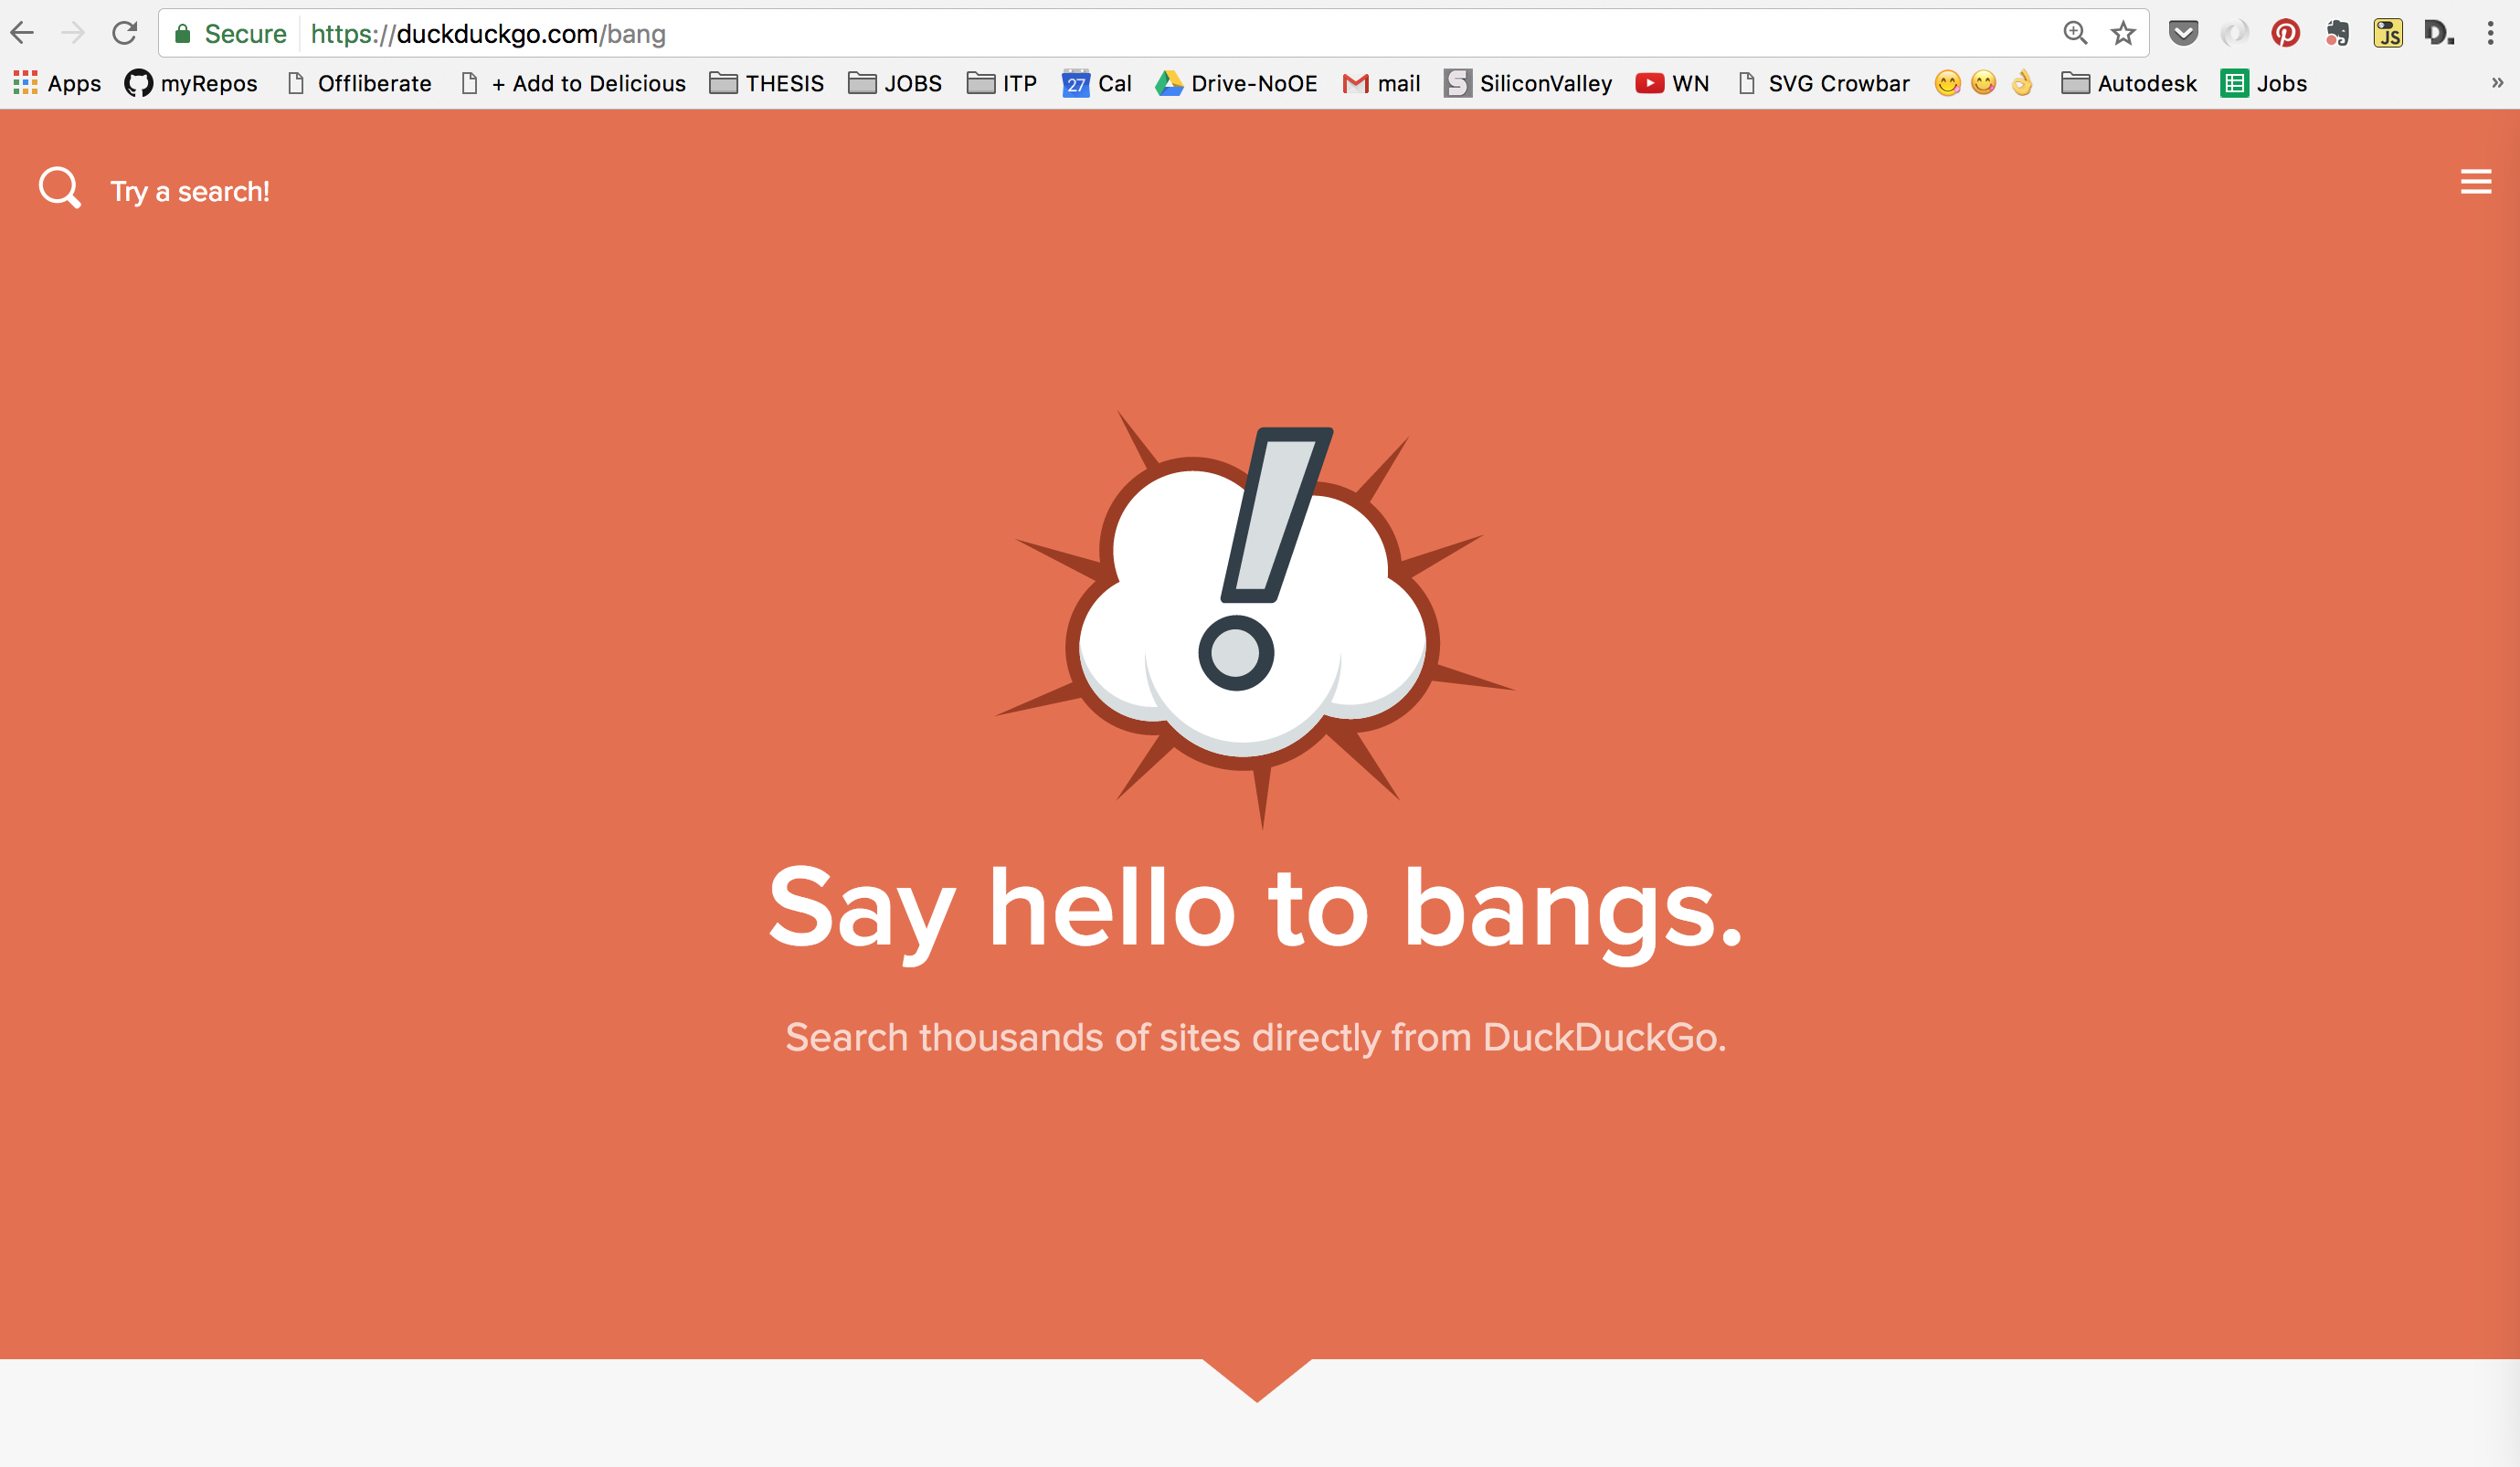 Secure https://duckduckgo.com/bang
Apps myRepos Offliberate + Add to Delicious THESIS JOBS ITP 27 Cal Drive-NoOE mail S SiliconValley WN SVG Crowbar 😋 😋 👌 Autodesk Jobs »
JS D.
Try a search!
!
Say hello to bangs.
Search thousands of sites directly from DuckDuckGo.